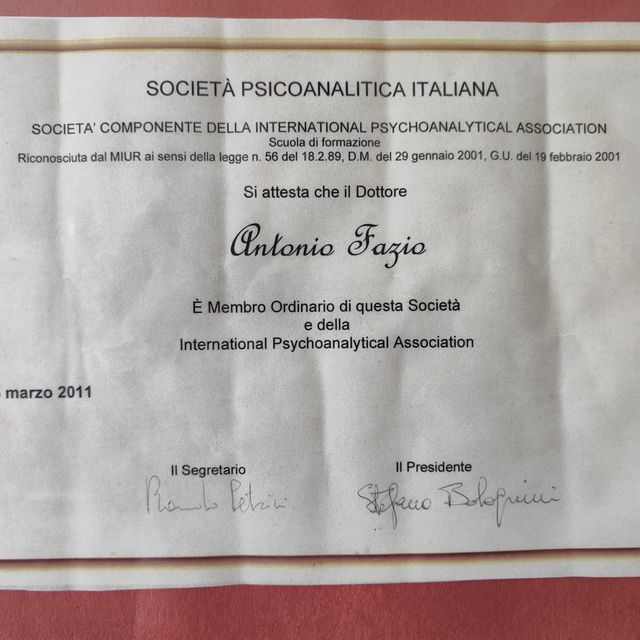 SOCIETÀ PSICOANALITICA ITALIANA
SOCIETA' COMPONENTE DELLA INTERNATIONAL PSYCHOANALYTICAL ASSOCIATION
Scuola di formazione
Riconosciuta dal MIUR ai sensi della legge n. 56 del 18.2.89, D.M. del 29 gennaio 2001, G.U. del 19 febbraio 2001
Si attesta che il Dottore
Antonio Fazio
È Membro Ordinario di questa Società
e della
International Psychoanalytical Association
marzo 2011
Il Segretario Il Presidente
Stefano Bolognini